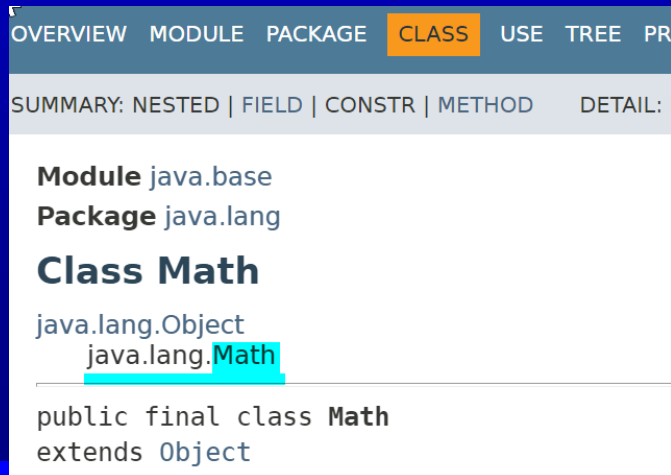 OVERVIEW MODULE PACKAGE CLASS USE TREE PR
SUMMARY: NESTED | FIELD | CONSTR | METHOD DETAIL:
Module java.base
Package java.lang
Class Math
java.lang.Object
java.lang.Math
public final class Math
extends Object